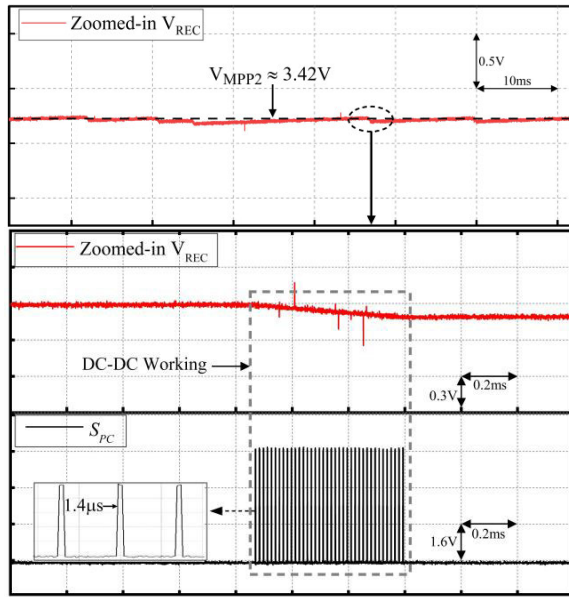 Zoomed-in V_REC
V_MPP2 ≈ 3.42V
0.5V
10ms
Zoomed-in V_REC
DC-DC Working
0.2ms
0.3V
S_PC
1.4μs
0.2ms
1.6V